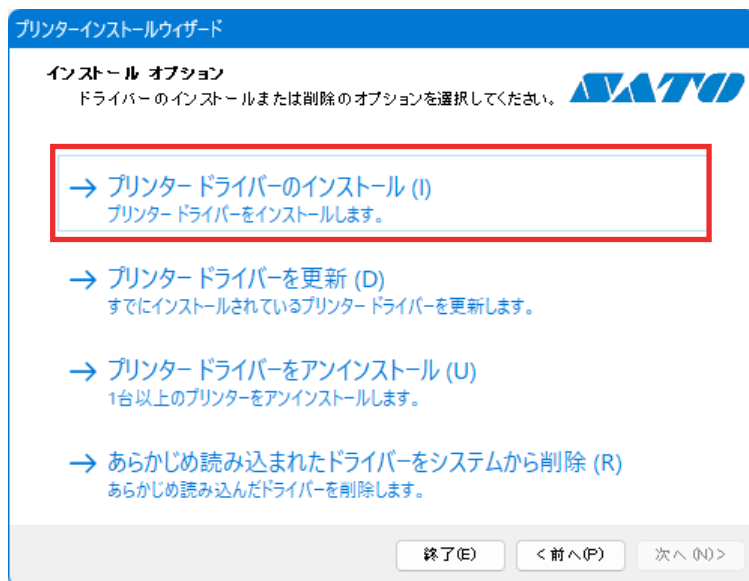 プリンターインストールウィザード
インストール オプション
ドライバーのインストールまたは削除のオプションを選択してください。
SATO
→ プリンター ドライバーのインストール (I)
プリンター ドライバーをインストールします。
→ プリンター ドライバーを更新 (D)
すでにインストールされているプリンター ドライバーを更新します。
→ プリンター ドライバーをアンインストール (U)
1台以上のプリンターをアンインストールします。
→ あらかじめ読み込まれたドライバーをシステムから削除 (R)
あらかじめ読み込んだドライバーを削除します。
終了(E) <前へ(P) 次へ(N)>